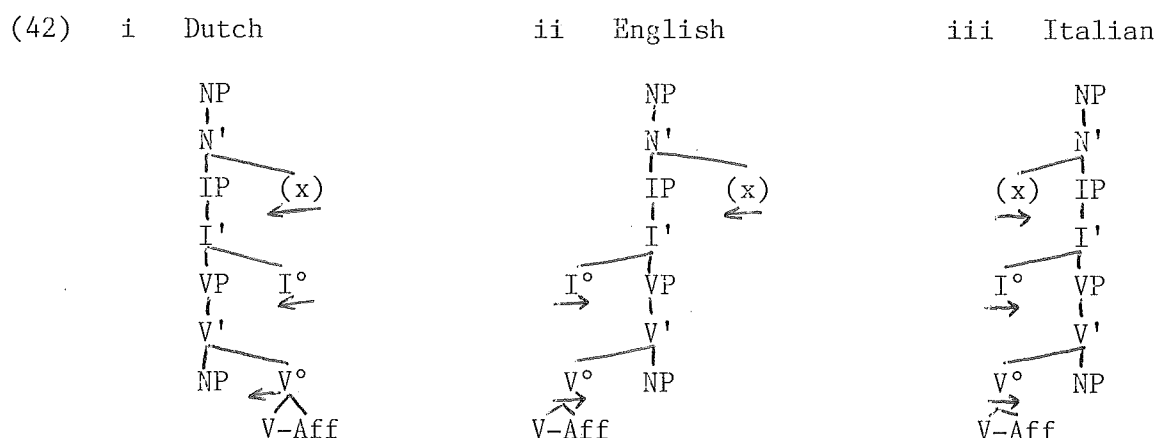 (42) i Dutch ii English iii Italian
NP NP NP
N' N' N'
IP (x) IP (x) (x) IP
I' I' I'
VP I° I° VP I° VP
V' V' V'
NP V° V° NP V° NP
V-Aff V-Aff V-Aff